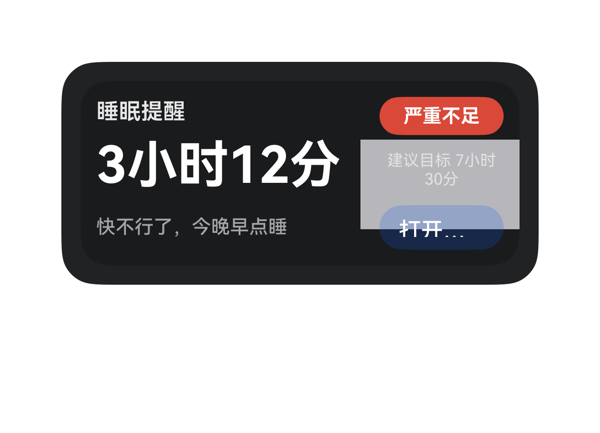 睡眠提醒
严重不足
3小时12分
建议目标 7小时
30分
快不行了，今晚早点睡
打开...